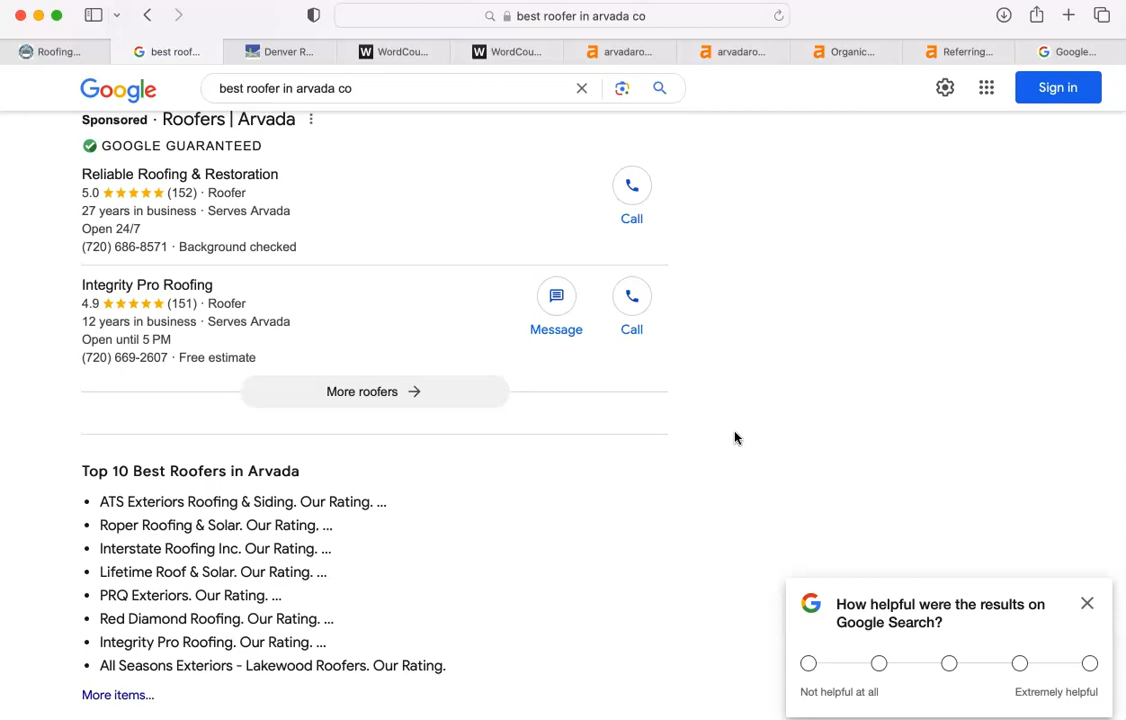 best roofer in arvada co
Roofing...
best roof...
Denver R...
WordCou...
WordCou...
arvadaro...
arvadaro...
Organic...
Referring...
Google...
Google
best roofer in arvada co
Sign in
Sponsored · Roofers | Arvada
GOOGLE GUARANTEED
Reliable Roofing & Restoration
5.0 (152) · Roofer
27 years in business · Serves Arvada
Open 24/7
(720) 686-8571 · Background checked
Call
Integrity Pro Roofing
4.9 (151) · Roofer
12 years in business · Serves Arvada
Open until 5 PM
(720) 669-2607 · Free estimate
Message
Call
More roofers
Top 10 Best Roofers in Arvada
• ATS Exteriors Roofing & Siding. Our Rating. ...
• Roper Roofing & Solar. Our Rating. ...
• Interstate Roofing Inc. Our Rating. ...
• Lifetime Roof & Solar. Our Rating. ...
• PRQ Exteriors. Our Rating. ...
• Red Diamond Roofing. Our Rating. ...
• Integrity Pro Roofing. Our Rating. ...
• All Seasons Exteriors - Lakewood Roofers. Our Rating.
More items...
How helpful were the results on
Google Search?
Not helpful at all
Extremely helpful